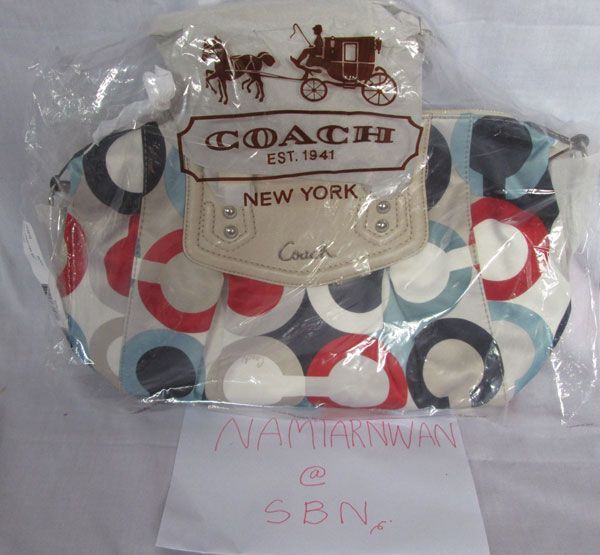 COACH
EST. 1941
NEW YORK
Coach
NAMTARNWAN
@
SBN